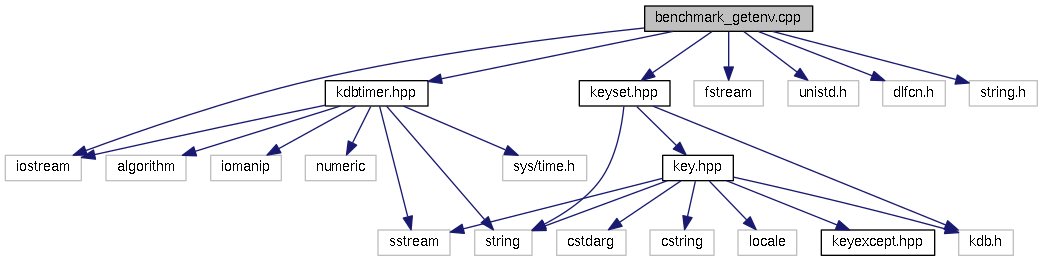 benchmark_getenv.cpp
kdbtimer.hpp
keyset.hpp
fstream
unistd.h
dlfcn.h
string.h
iostream
algorithm
iomanip
numeric
sys/time.h
key.hpp
sstream
string
cstdarg
cstring
locale
keyexcept.hpp
kdb.h